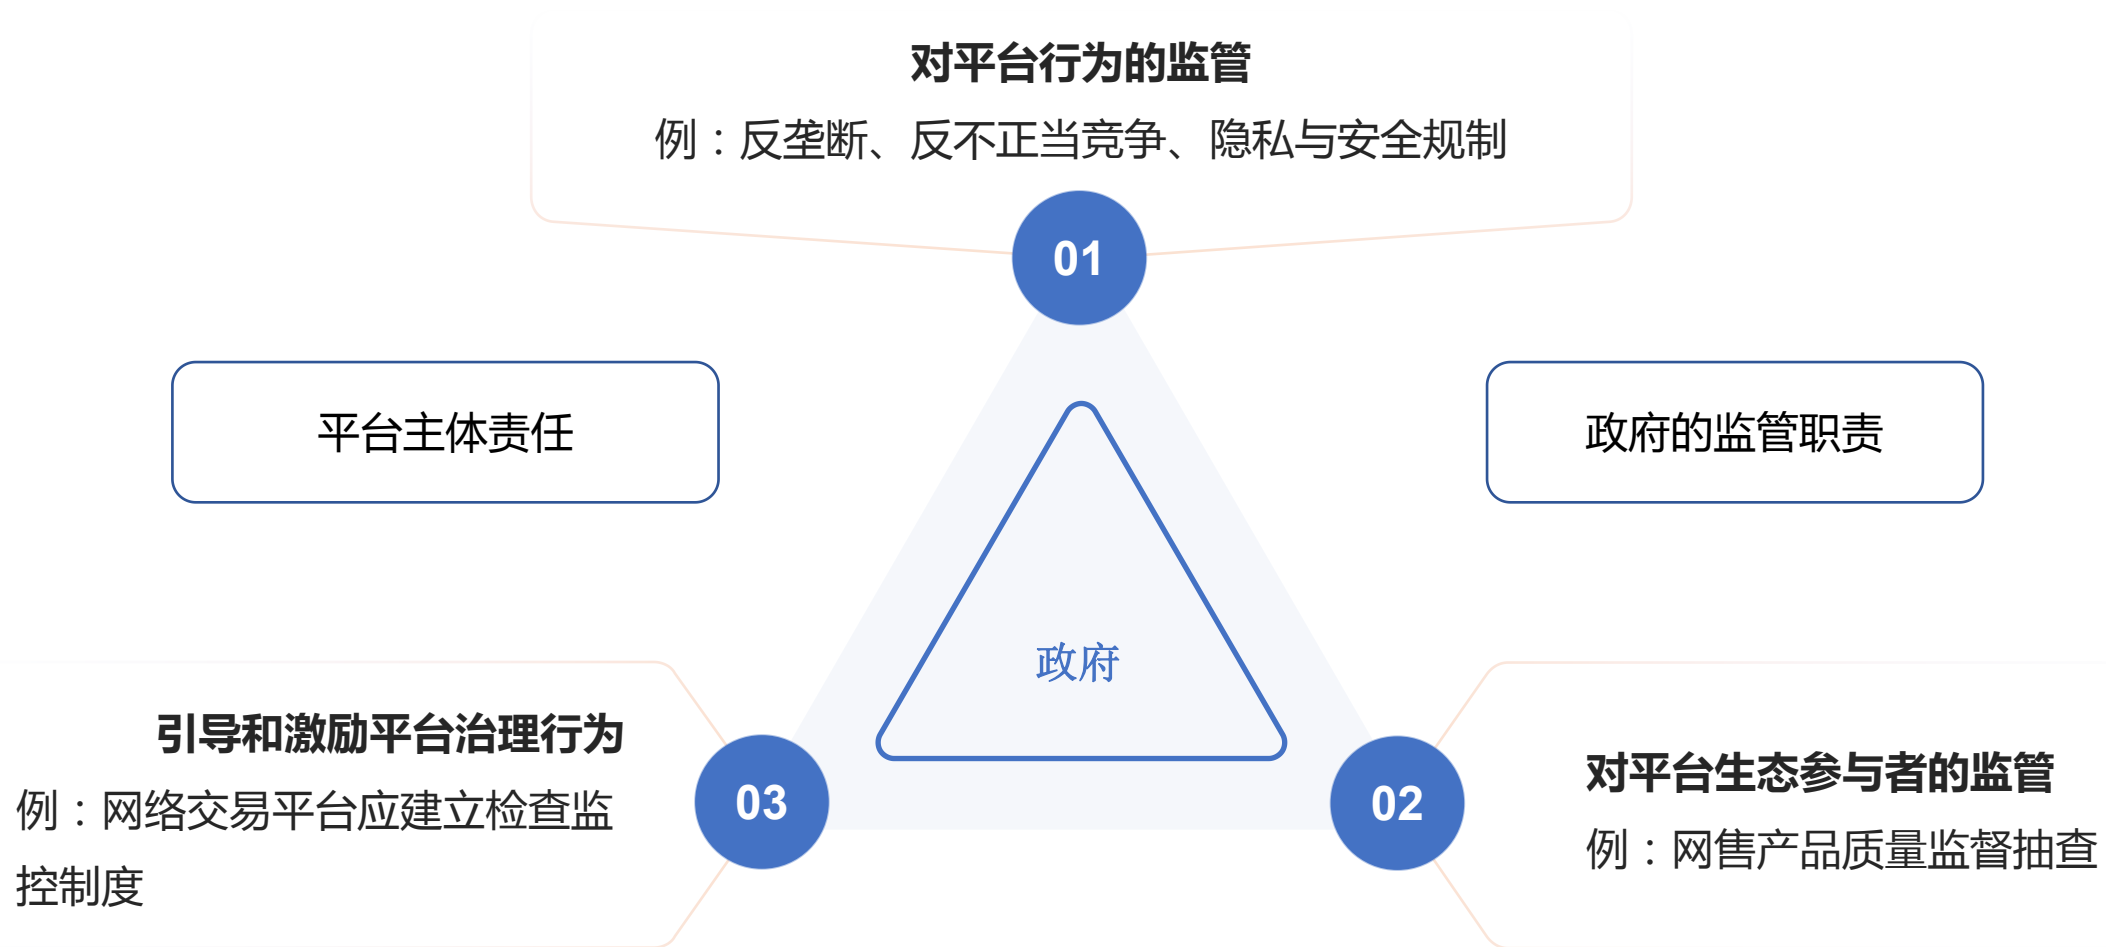 对平台行为的监管
例：反垄断、反不正当竞争、隐私与安全规制
01
平台主体责任
政府的监管职责
政府
引导和激励平台治理行为
例：网络交易平台应建立检查监
控制度
03
02
对平台生态参与者的监管
例：网售产品质量监督抽查